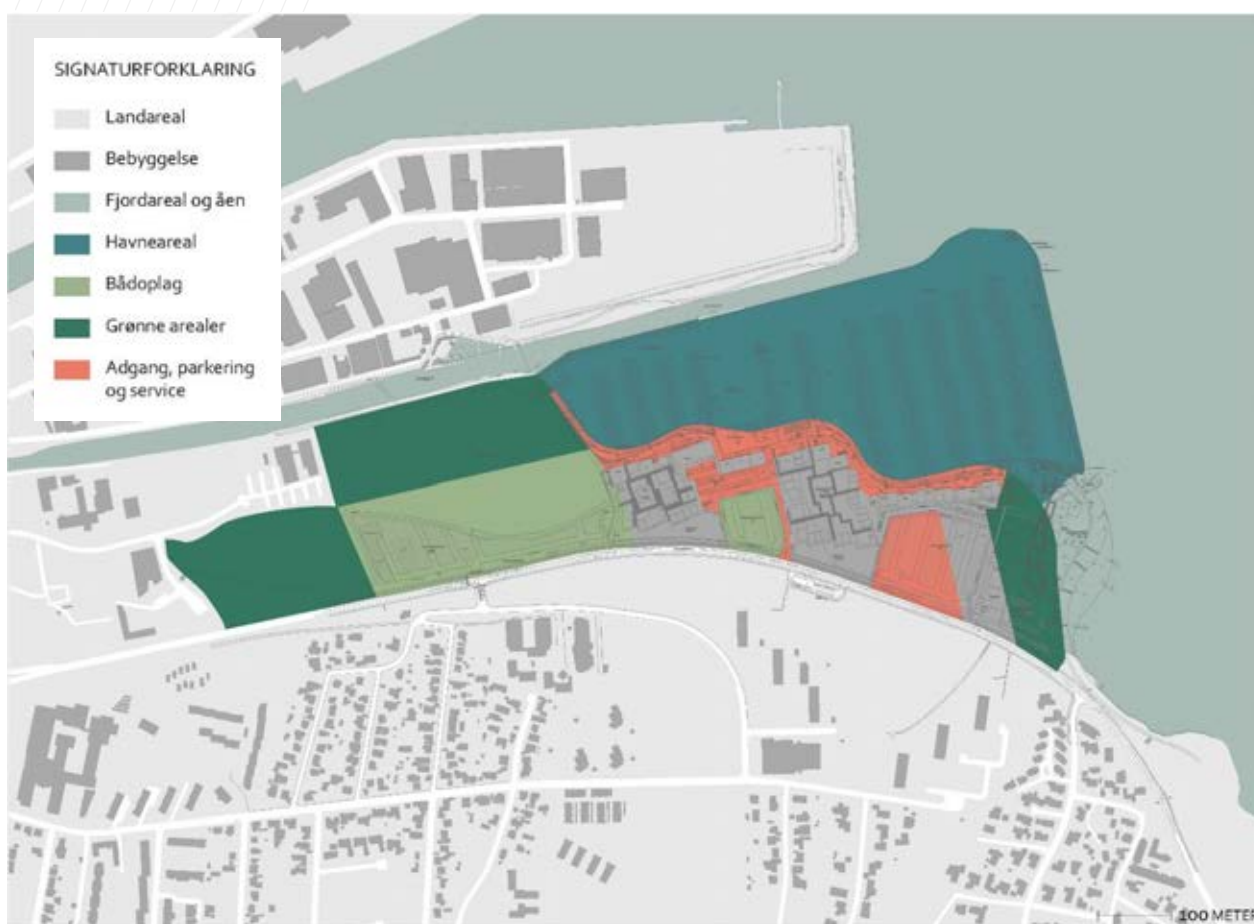 SIGNATURFORKLARING
Landareal
Bebyggelse
Fjordareal og åen
Havneareal
Bådoplag
Grønne arealer
Adgang, parkering
og service
100 METER